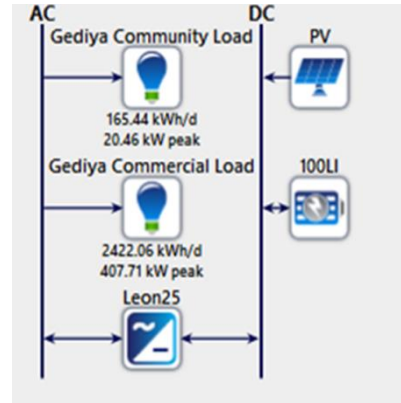 AC DC
Gediya Community Load PV
165.44 kWh/d
20.46 kW peak
Gediya Commercial Load 100LI
2422.06 kWh/d
407.71 kW peak
Leon25